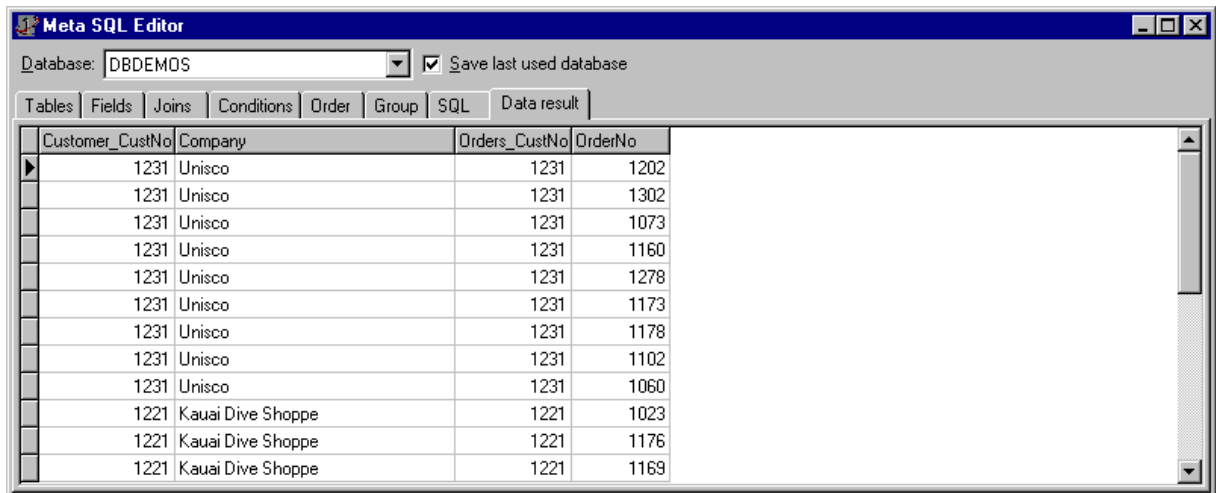 Meta SQL Editor
Database: DBDEMOS Save last used database
Tables Fields Joins Conditions Order Group SQL Data result
Customer_CustNo Company Orders_CustNo OrderNo
1231 Unisco 1231 1202
1231 Unisco 1231 1302
1231 Unisco 1231 1073
1231 Unisco 1231 1160
1231 Unisco 1231 1278
1231 Unisco 1231 1173
1231 Unisco 1231 1178
1231 Unisco 1231 1102
1231 Unisco 1231 1060
1221 Kauai Dive Shoppe 1221 1023
1221 Kauai Dive Shoppe 1221 1176
1221 Kauai Dive Shoppe 1221 1169